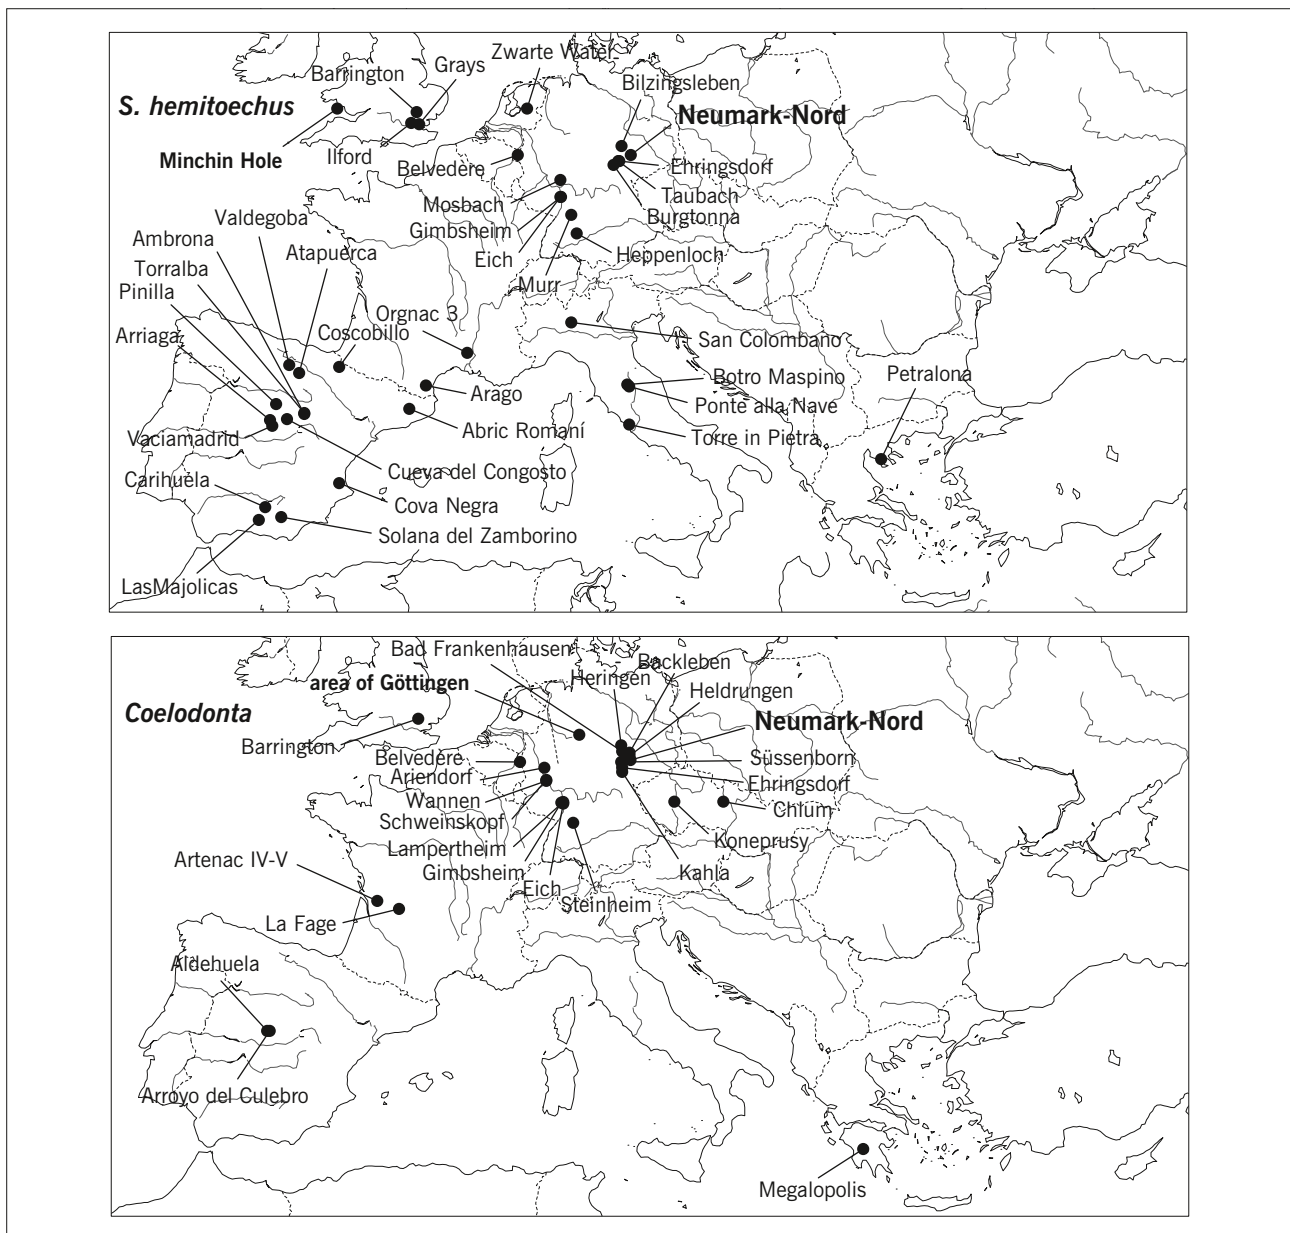 Zwarte Water
Grays
Barrington
Bilzingsleben
S. hemitoechus
Neumark-Nord
Minchin Hole
Ilford
Belvedère
Ehringsdorf
Taubach
Burgtonna
Mosbach
Gimbsheim
Eich
Heppenloch
Murr
Valdegoba
Ambrona
Atapuerca
Torralba
Pinilla
Orgnac 3
Coscobillo
Arriaga
San Colombano
Botro Maspino
Petralona
Arago
Ponte alla Nave
Abric Romaní
Torre in Pietra
Vaciamadrid
Cueva del Congosto
Carihuela
Cova Negra
Solana del Zamborino
LasMajolicas
Bad Frankenhausen
Backleben
Heringen
area of Göttingen
Heldrungen
Coelodonta
Neumark-Nord
Barrington
Belvedère
Süssenborn
Ariendorf
Ehringsdorf
Wannen
Chlum
Schweinskopf
Koneprusy
Lampertheim
Gimbsheim
Kahla
Eich
Steinheim
Artenac IV-V
La Fage
Aldehuela
Arroyo del Culebro
Megalopolis